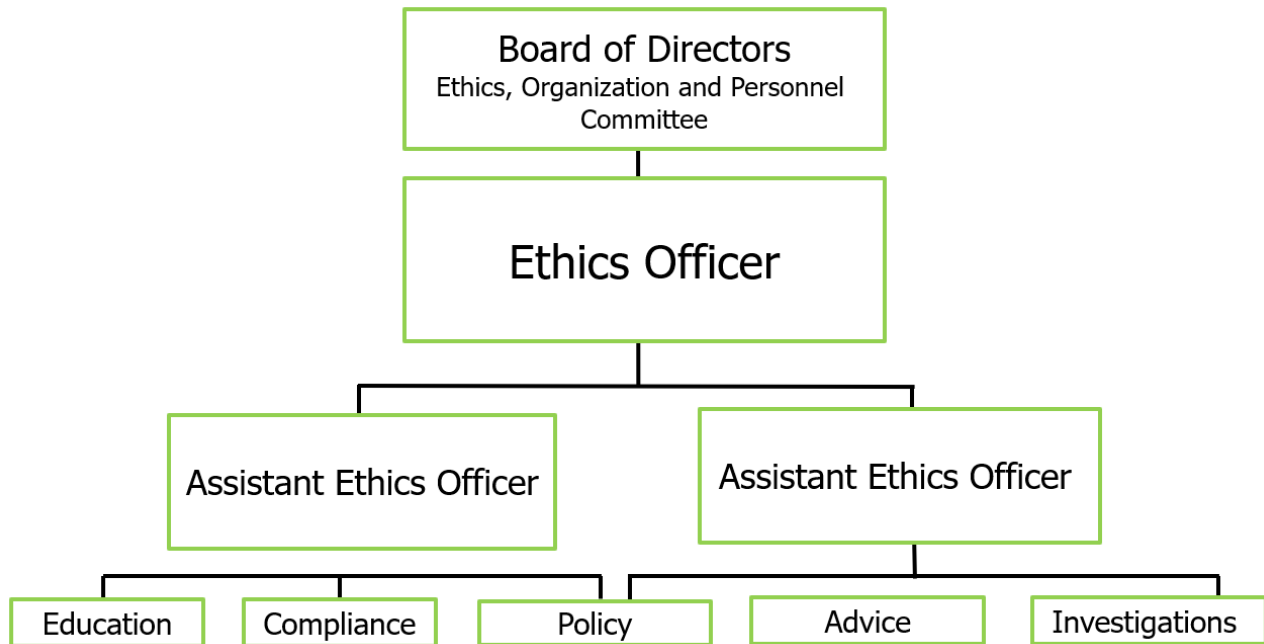 Board of Directors
Ethics, Organization and Personnel
Committee
Ethics Officer
Assistant Ethics Officer
Assistant Ethics Officer
Education
Compliance
Policy
Advice
Investigations